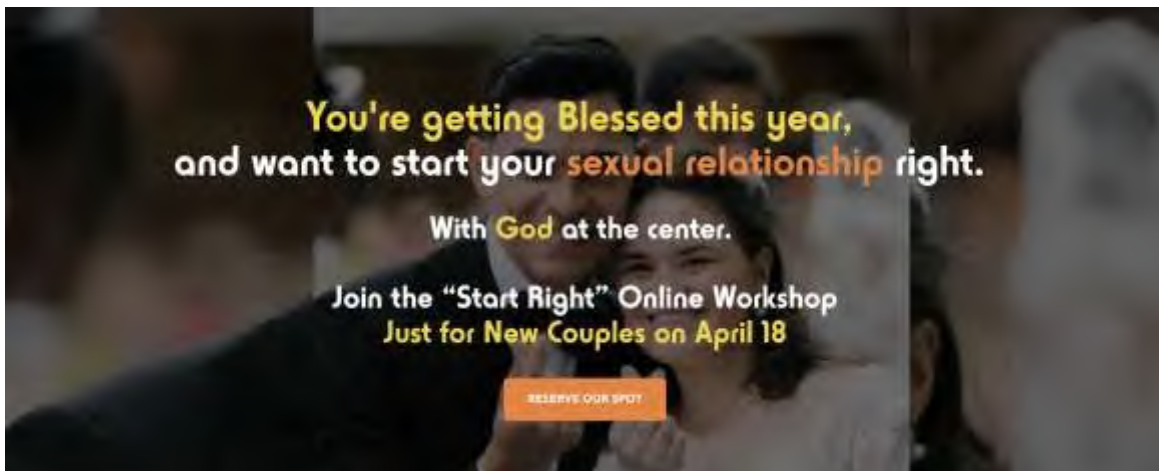 You're getting Blessed this year,
and want to start your sexual relationship right.
With God at the center.
Join the “Start Right” Online Workshop
Just for New Couples on April 18
RESERVE OUR SPOT